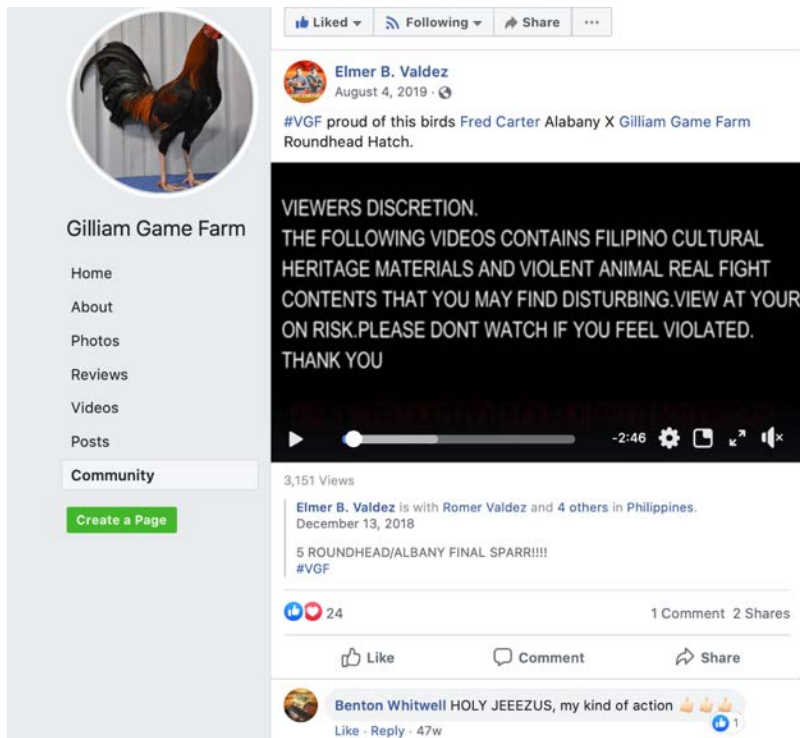 Liked
Following
Share
Elmer B. Valdez
August 4, 2019
#VGF proud of this birds Fred Carter Alabany X Gilliam Game Farm
Roundhead Hatch.
VIEWERS DISCRETION.
THE FOLLOWING VIDEOS CONTAINS FILIPINO CULTURAL
HERITAGE MATERIALS AND VIOLENT ANIMAL REAL FIGHT
CONTENTS THAT YOU MAY FIND DISTURBING.VIEW AT YOUR
ON RISK.PLEASE DONT WATCH IF YOU FEEL VIOLATED.
THANK YOU
-2:46
Gilliam Game Farm
Home
About
Photos
Reviews
Videos
Posts
Community
Create a Page
3,151 Views
Elmer B. Valdez is with Romer Valdez and 4 others in Philippines.
December 13, 2018
5 ROUNDHEAD/ALBANY FINAL SPARR!!!!
#VGF
24
1 Comment 2 Shares
Like
Comment
Share
Benton Whitwell HOLY JEEEZUS, my kind of action
1
Like · Reply · 47w